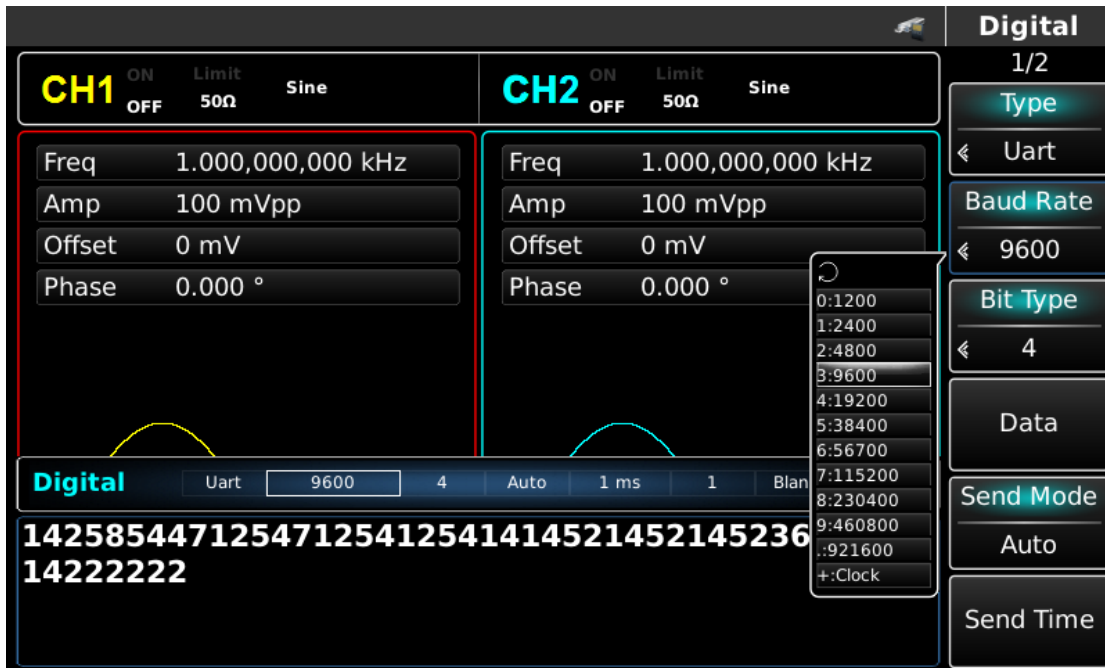 Digital
1/2
CH1 ON OFF Limit 50Ω Sine
CH2 ON OFF Limit 50Ω Sine
Type
Uart
Freq 1.000,000,000 kHz
Amp 100 mVpp
Offset 0 mV
Phase 0.000 °
Freq 1.000,000,000 kHz
Amp 100 mVpp
Offset 0 mV
Phase 0.000 °
Baud Rate
9600
0:1200
1:2400
2:4800
3:9600
4:19200
5:38400
6:56700
7:115200
8:230400
9:460800
.:921600
+:Clock
Bit Type
4
Data
Send Mode
Auto
Send Time
Digital Uart 9600 4 Auto 1 ms 1 Blan
14258544712547125412541414521452145236
14222222